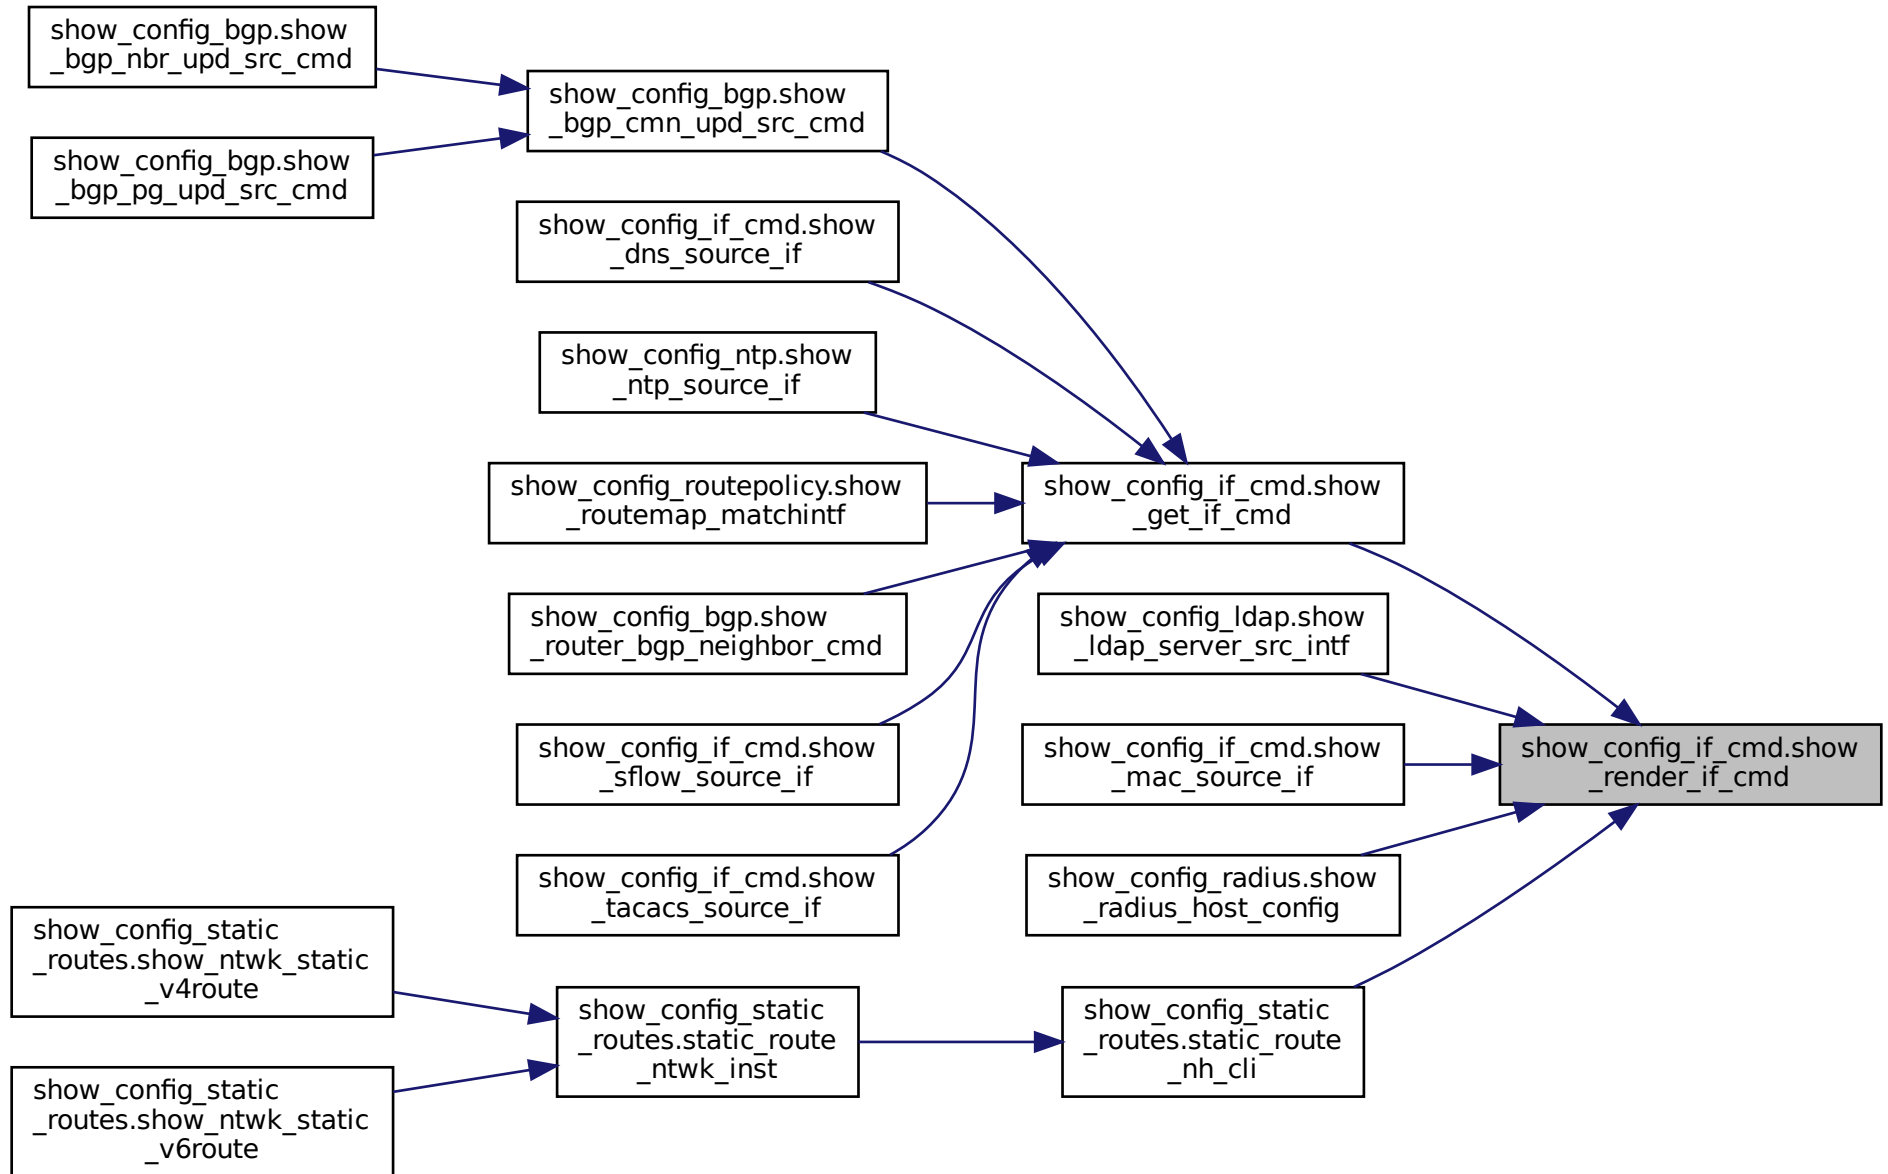 show_config_bgp.show
_bgp_nbr_upd_src_cmd
show_config_bgp.show
_bgp_pg_upd_src_cmd
show_config_bgp.show
_bgp_cmn_upd_src_cmd
show_config_if_cmd.show
_dns_source_if
show_config_ntp.show
_ntp_source_if
show_config_routepolicy.show
_routemap_matchintf
show_config_bgp.show
_router_bgp_neighbor_cmd
show_config_if_cmd.show
_sflow_source_if
show_config_if_cmd.show
_tacacs_source_if
show_config_if_cmd.show
_get_if_cmd
show_config_ldap.show
_ldap_server_src_intf
show_config_if_cmd.show
_mac_source_if
show_config_radius.show
_radius_host_config
show_config_if_cmd.show
_render_if_cmd
show_config_static
_routes.show_ntwk_static
_v4route
show_config_static
_routes.show_ntwk_static
_v6route
show_config_static
_routes.static_route
_ntwk_inst
show_config_static
_routes.static_route
_nh_cli